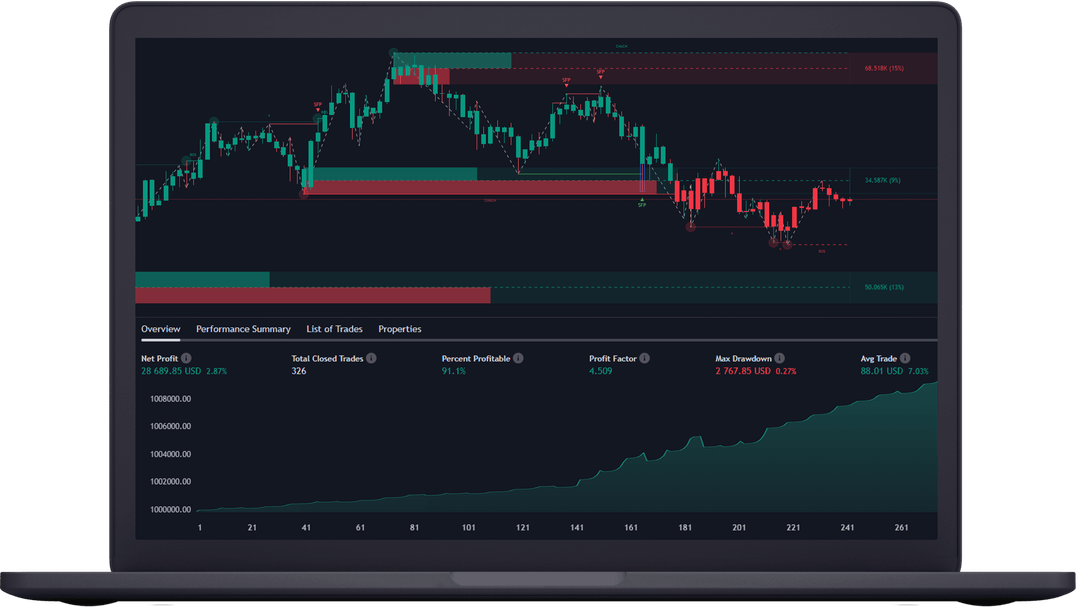 68.518K (15%)
SFP
SFP
SFP
34.587K (9%)
SFP
50.065K (13%)
Overview Performance Summary List of Trades Properties
Net Profit Total Closed Trades Percent Profitable Profit Factor Max Drawdown Avg Trade
28 689.85 USD 2.87% 326 91.1% 4.509 2 767.85 USD 0.27% 88.01 USD 7.03%
1008000.00
1006000.00
1004000.00
1002000.00
1000000.00
1 21 41 61 81 101 121 141 161 181 201 221 241 261